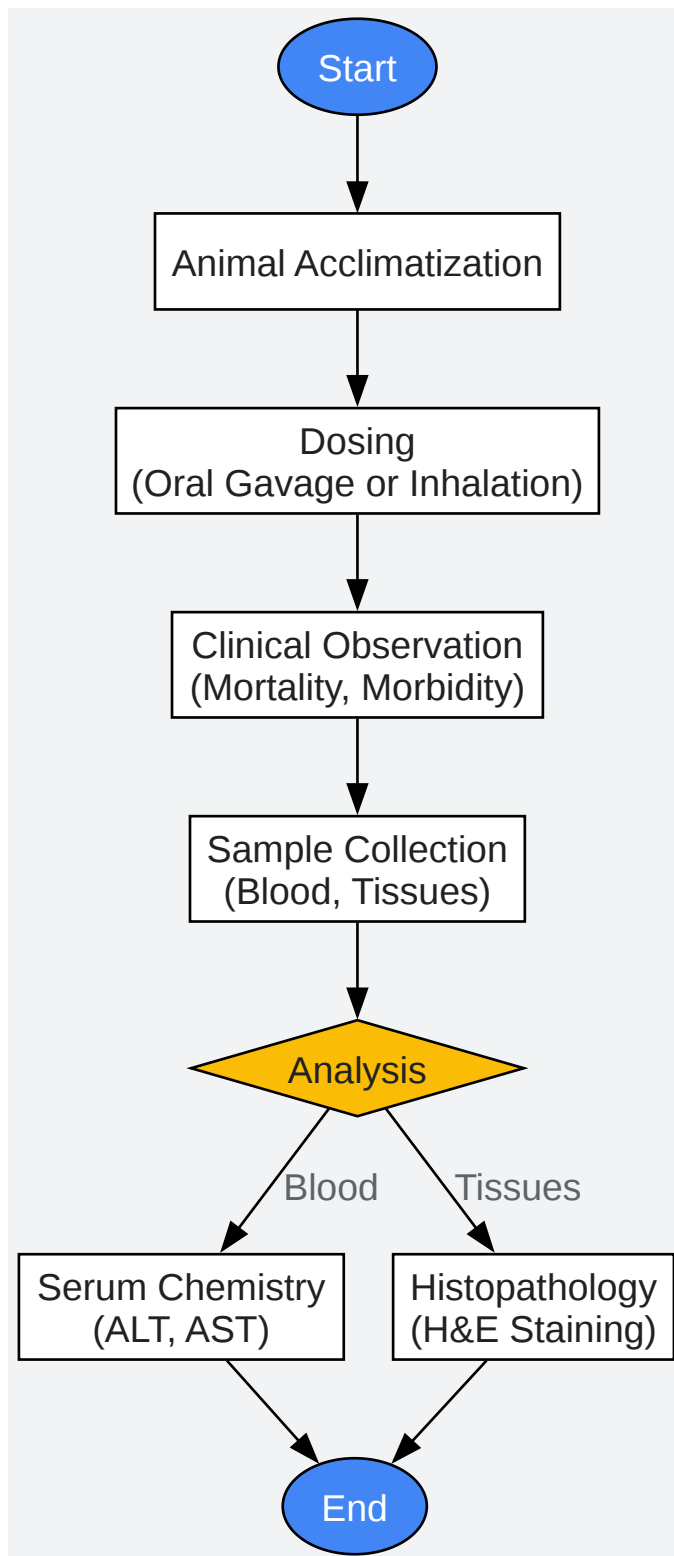 Start
Animal Acclimatization
Dosing
(Oral Gavage or Inhalation)
Clinical Observation
(Mortality, Morbidity)
Sample Collection
(Blood, Tissues)
Analysis
Blood
Tissues
Serum Chemistry
(ALT, AST)
Histopathology
(H&E Staining)
End